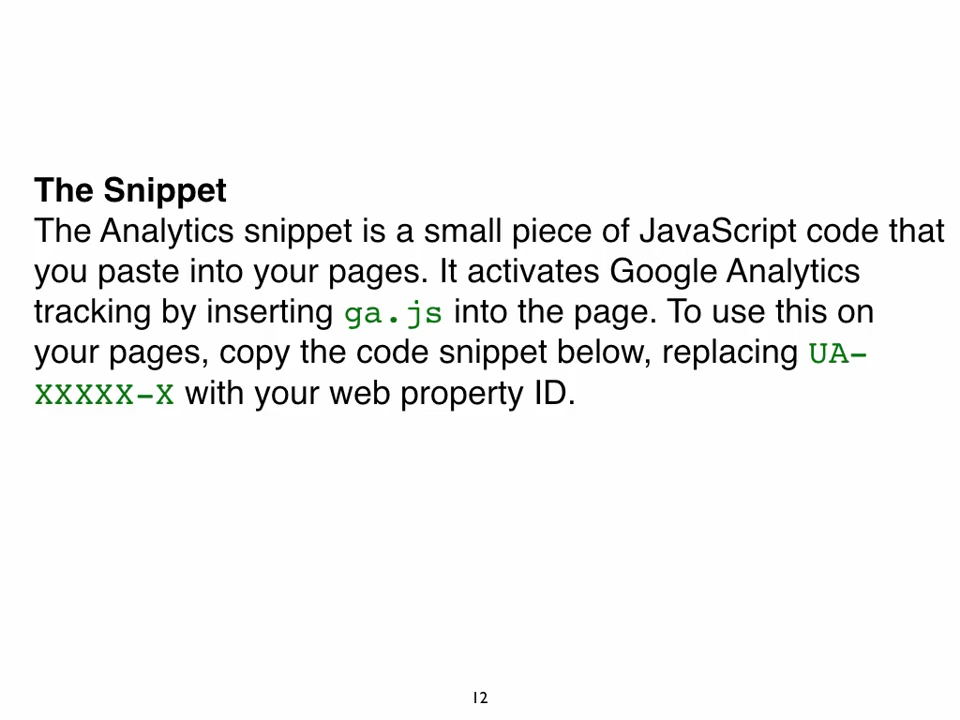 The Snippet
The Analytics snippet is a small piece of JavaScript code that
you paste into your pages. It activates Google Analytics
tracking by inserting ga.js into the page. To use this on
your pages, copy the code snippet below, replacing UA-
XXXXX-X with your web property ID.
12